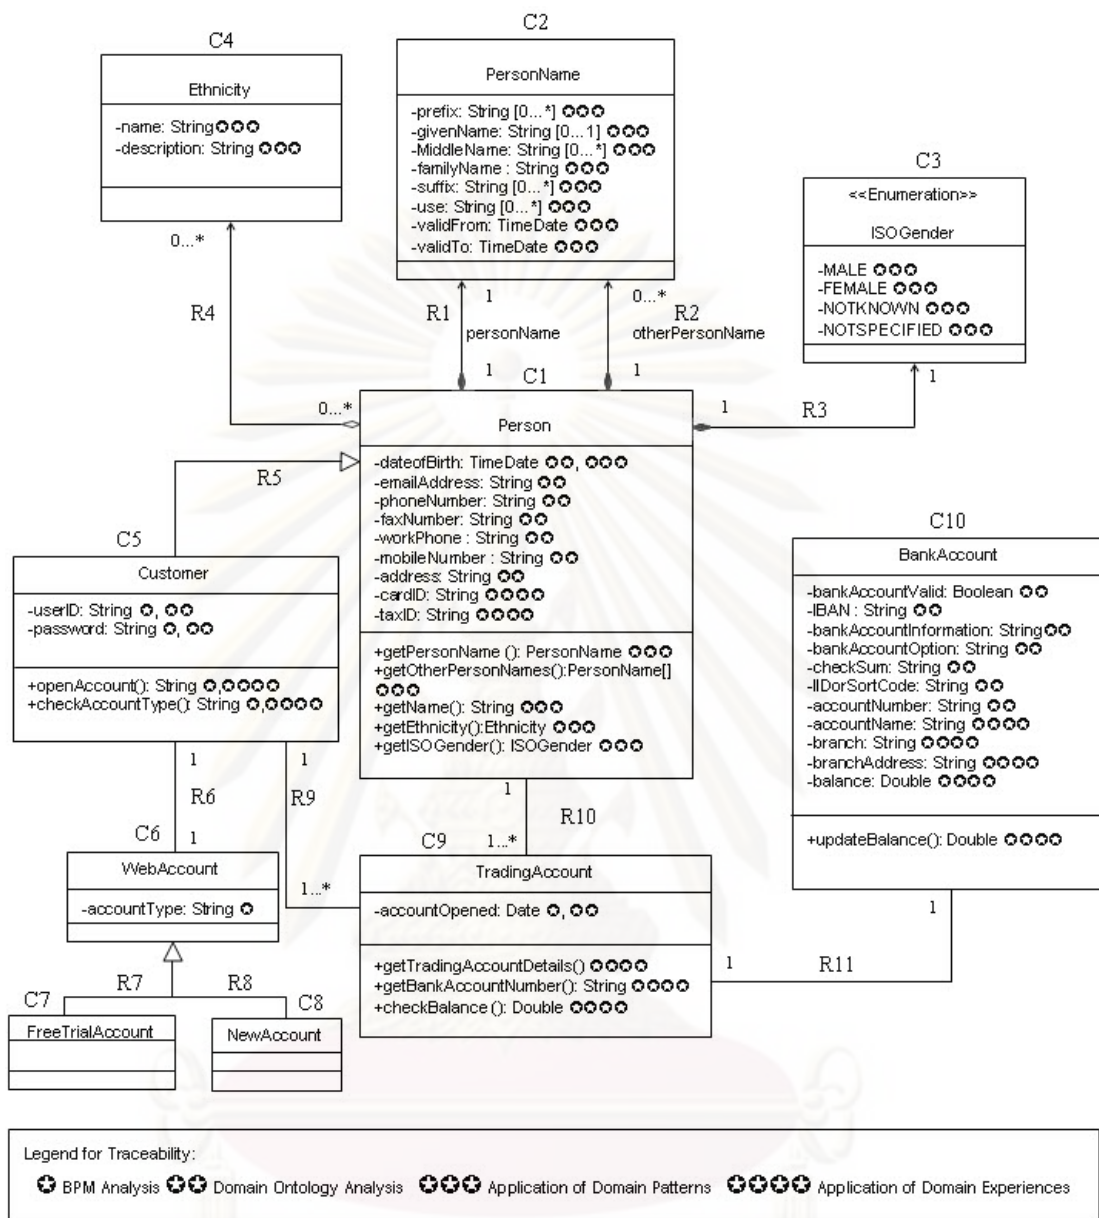 C4
Ethnicity
-name: String✪✪✪
-description: String ✪✪✪
C2
PersonName
-prefix: String [0...*] ✪✪✪
-givenName: String [0...1] ✪✪✪
-MiddleName: String [0...*] ✪✪✪
-familyName : String ✪✪✪
-suffix: String [0...*] ✪✪✪
-use: String [0...*] ✪✪✪
-validFrom: TimeDate ✪✪✪
-validTo: TimeDate ✪✪✪
C3
<<Enumeration>>
ISOGender
-MALE ✪✪✪
-FEMALE ✪✪✪
-NOTKNOWN ✪✪✪
-NOTSPECIFIED ✪✪✪
0...*
R4
0...*
R1
1
personName
1
0...*
R2
otherPersonName
1
1
R3
1
C1
Person
-dateofBirth: TimeDate ✪✪, ✪✪✪
-emailAddress: String ✪✪
-phoneNumber: String ✪✪
-faxNumber: String ✪✪
-workPhone : String ✪✪
-mobileNumber : String ✪✪
-address: String ✪✪
-cardID: String ✪✪✪✪
-taxID: String ✪✪✪✪
+getPersonName (): PersonName ✪✪✪
+getOtherPersonNames():PersonName[]
✪✪✪
+getName(): String ✪✪✪
+getEthnicity():Ethnicity ✪✪✪
+getISOGender(): ISOGender ✪✪✪
R5
C5
Customer
-userID: String ✪, ✪✪
-password: String ✪, ✪✪
+openAccount(): String ✪,✪✪✪✪
+checkAccountType(): String ✪,✪✪✪✪
C10
BankAccount
-bankAccountValid: Boolean ✪✪
-IBAN : String ✪✪
-bankAccountInformation: String✪✪
-bankAccountOption: String ✪✪
-checkSum: String ✪✪
-IIDorSortCode: String ✪✪
-accountNumber: String ✪✪
-accountName: String ✪✪✪✪
-branch: String ✪✪✪✪
-branchAddress: String ✪✪✪✪
-balance: Double ✪✪✪✪
+updateBalance(): Double ✪✪✪✪
1
R6
1
1
R9
1...*
1
R10
1...*
C6
WebAccount
-accountType: String ✪
C9
TradingAccount
-accountOpened: Date ✪, ✪✪
+getTradingAccountDetails() ✪✪✪✪
+getBankAccountNumber(): String ✪✪✪✪
+checkBalance (): Double ✪✪✪✪
1
R11
1
R7
R8
C7
FreeTrialAccount
C8
NewAccount
Legend for Traceability:
✪ BPM Analysis ✪✪ Domain Ontology Analysis ✪✪✪ Application of Domain Patterns ✪✪✪✪ Application of Domain Experiences